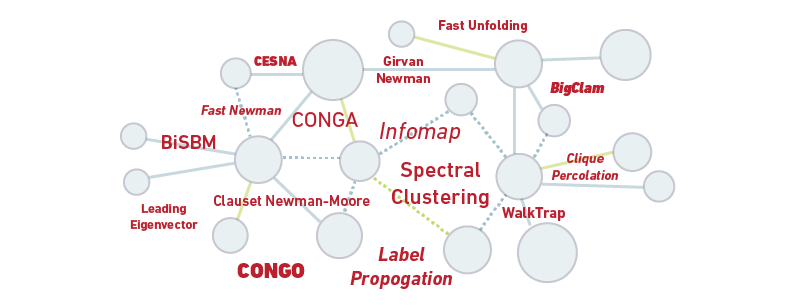 Fast Unfolding
CESNA
Girvan
Newman
BigClam
Fast Newman
CONGA
Infomap
BiSBM
Spectral
Clustering
Clique
Percolation
Clauset Newman-Moore
Leading
Eigenvector
WalkTrap
Label
Propogation
CONGO